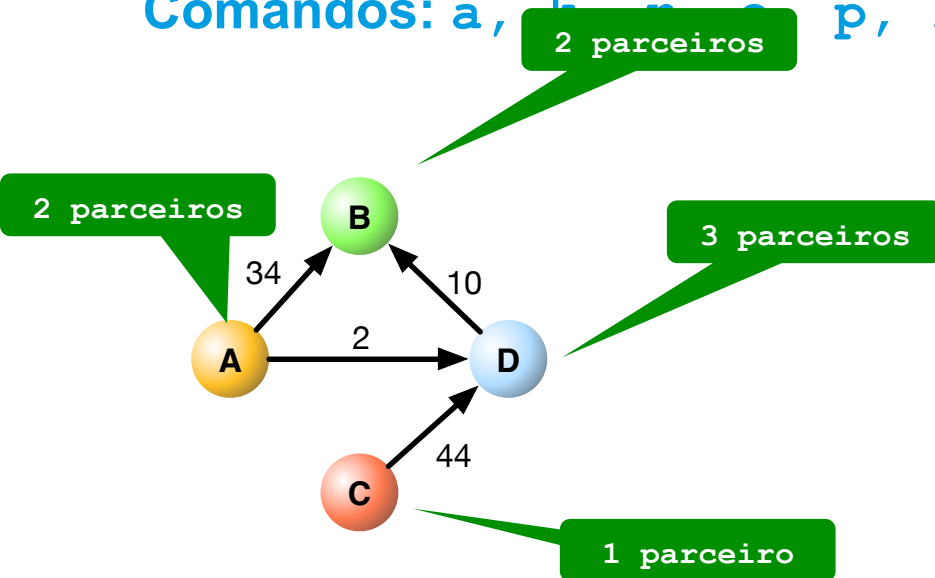 Comandos: a,
p,
2 parceiros
2 parceiros
B
3 parceiros
34
10
A
2
D
44
C
1 parceiro